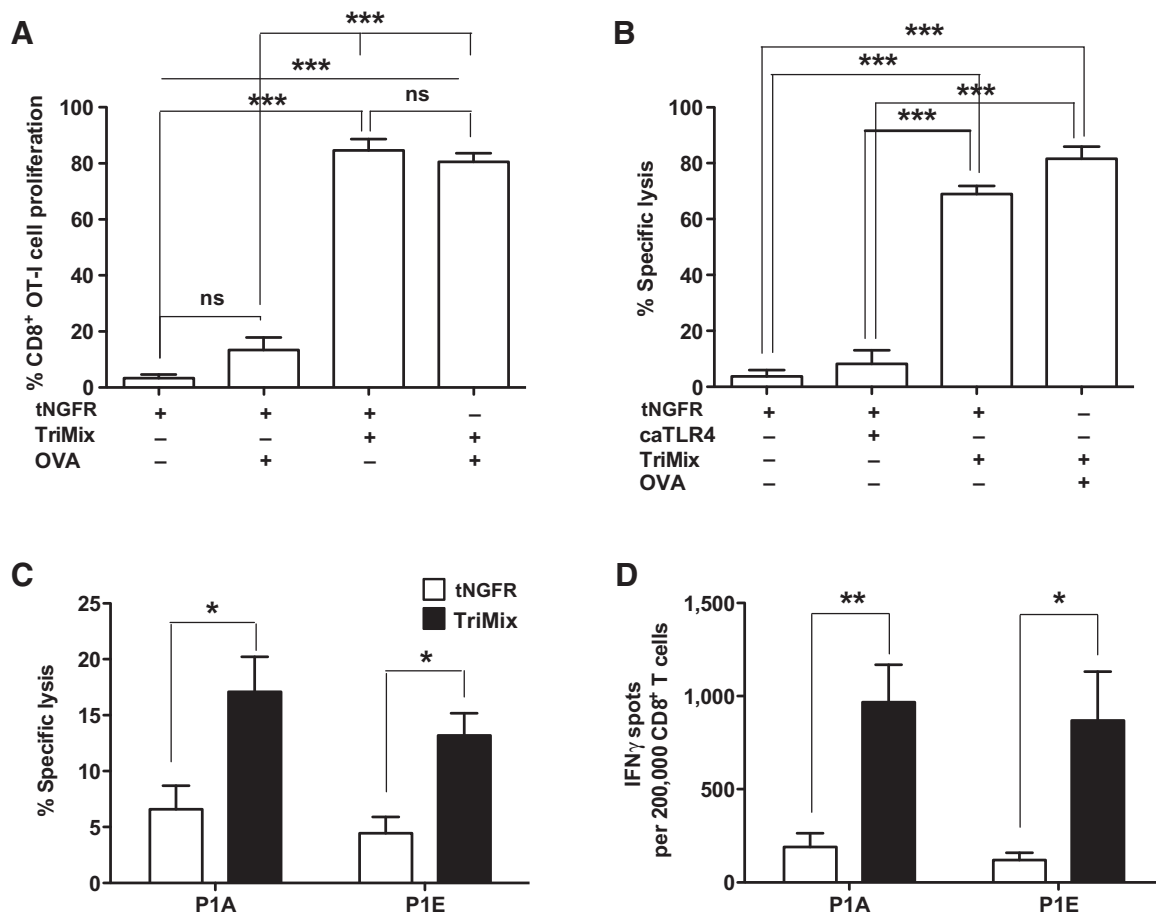 A
***
***
***
ns
ns
% CD8⁺ OT-I cell proliferation
100
80
60
40
20
0
tNGFR + + + –
TriMix – – + +
OVA – + – +
B
***
***
***
***
% Specific lysis
100
80
60
40
20
0
tNGFR + + + –
caTLR4 – + – –
TriMix – – + +
OVA – – – +
C
tNGFR
TriMix
*
*
% Specific lysis
25
20
15
10
5
0
P1A P1E
D
**
*
IFNγ spots
per 200,000 CD8⁺ T cells
1,500
1,000
500
0
P1A P1E